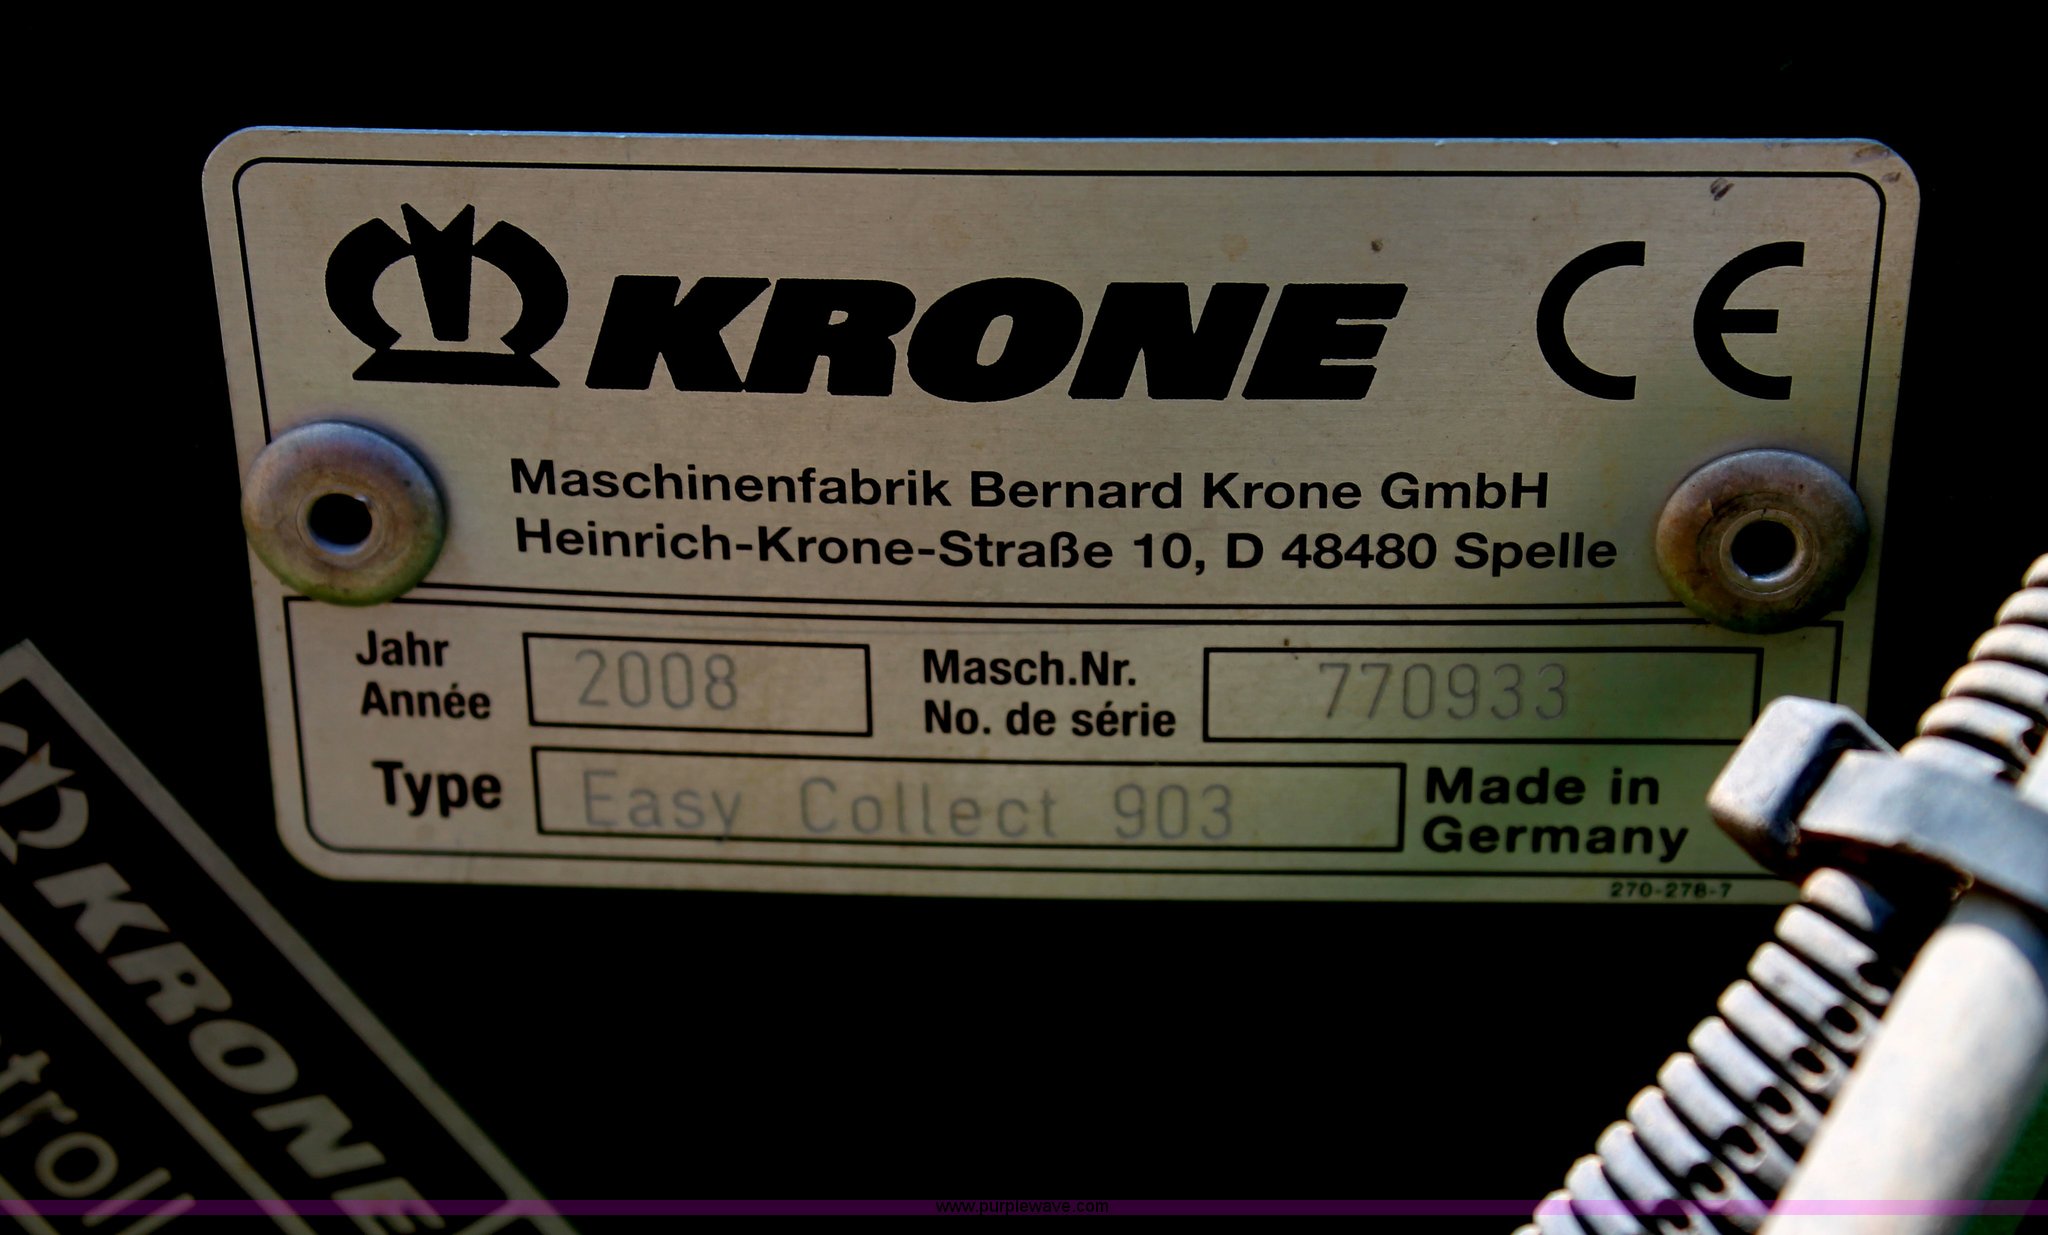 KRONE CE
Maschinenfabrik Bernard Krone GmbH
Heinrich-Krone-Straße 10, D 48480 Spelle
Jahr
Année
2008
Masch.Nr.
No. de série
770933
Type
Easy Collect 903
Made in
Germany
270-278-7
KRONE
www.purplewave.com